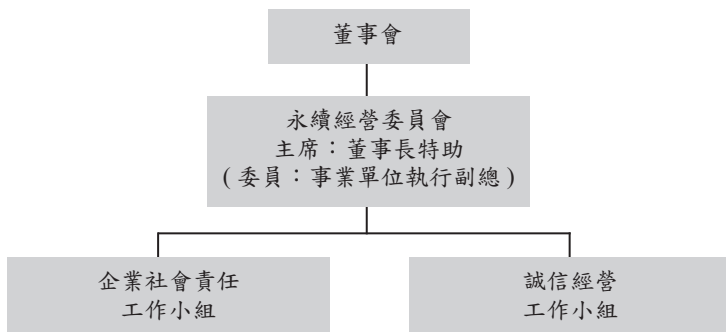 董事會
永續經營委員會
主席：董事長特助
(委員：事業單位執行副總)
企業社會責任
工作小組
誠信經營
工作小組